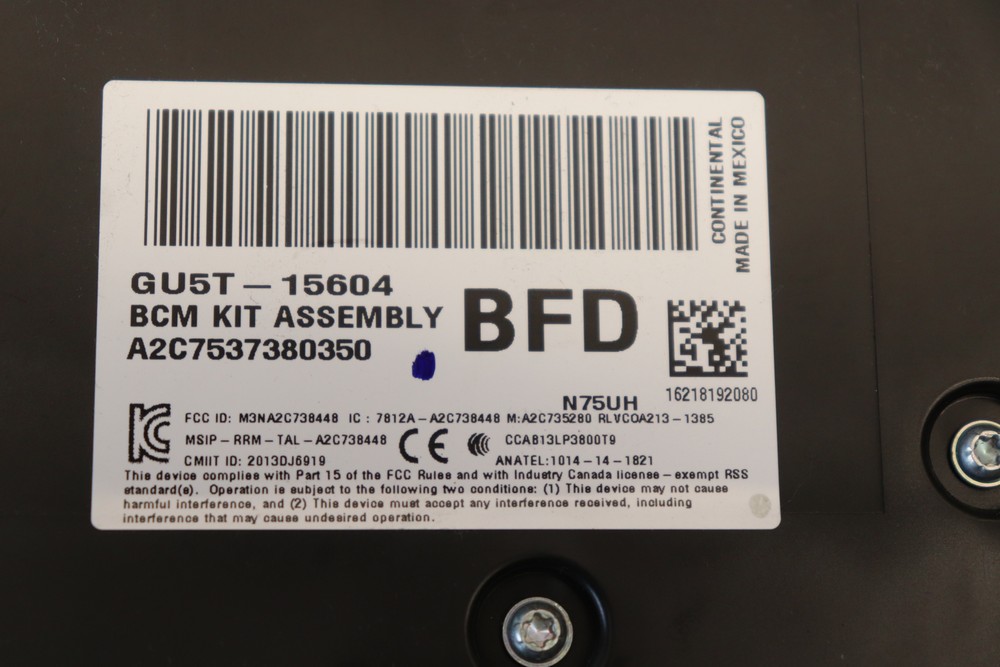 CONTINENTAL
MADE IN MEXICO
GU5T – 15604
BCM KIT ASSEMBLY
A2C7537380350
BFD
16218192080
N75UH
FCC ID: M3NA2C738448 IC : 7812A – A2C738448 M:A2C735280 RLVCOA213 – 1385
MSIP – RRM – TAL – A2C738448 CE CCAB13LP3800T9
CMIIT ID: 2013DJ6919 ANATEL:1014 -14 -1821
This device complies with Part 15 of the FCC Rules and with Industry Canada license – exempt RSS
standard(s). Operation is subject to the following two conditions: (1) This device may not cause
harmful interference, and (2) This device must accept any interference received, including
interference that may cause undesired operation.